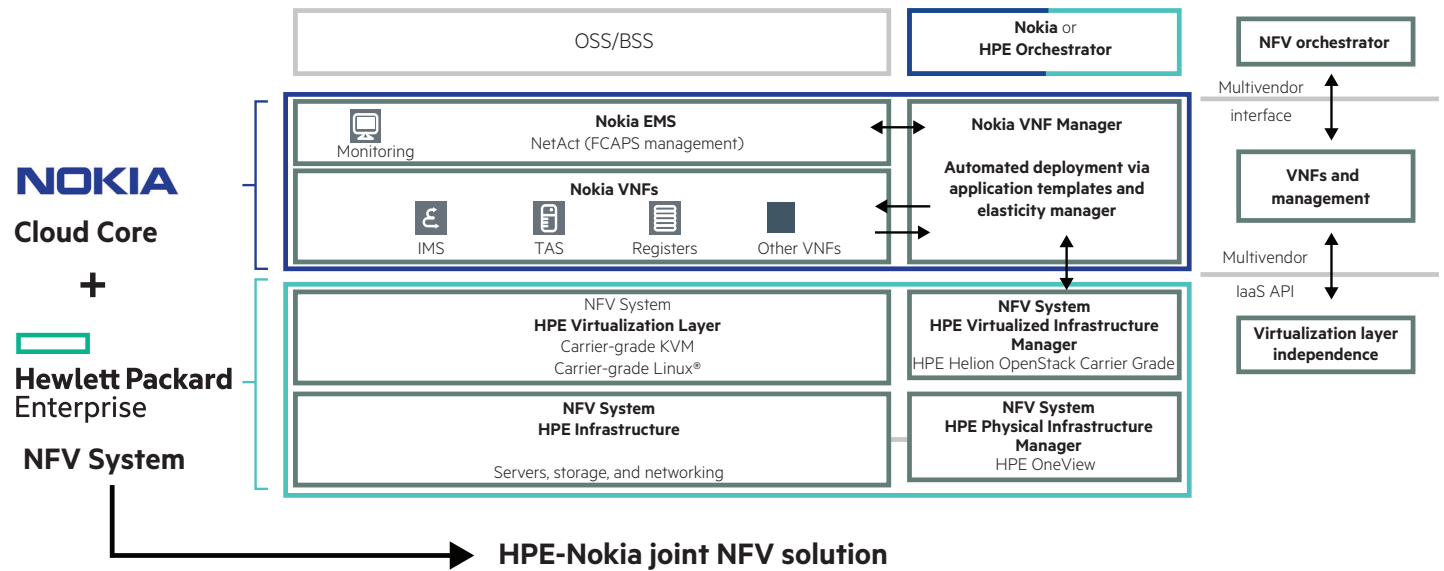 OSS/BSS
Nokia or
HPE Orchestrator
NFV orchestrator
Multivendor
interface
Nokia EMS
NetAct (FCAPS management)
Monitoring
Nokia VNF Manager
Automated deployment via
application templates and
elasticity manager
Nokia VNFs
IMS
TAS
Registers
Other VNFs
VNFs and
management
Multivendor
IaaS API
NOKIA
Cloud Core
+
Hewlett Packard
Enterprise
NFV System
NFV System
HPE Virtualization Layer
Carrier-grade KVM
Carrier-grade Linux®
NFV System
HPE Virtualized Infrastructure
Manager
HPE Helion OpenStack Carrier Grade
Virtualization layer
independence
NFV System
HPE Infrastructure
Servers, storage, and networking
NFV System
HPE Physical Infrastructure
Manager
HPE OneView
HPE-Nokia joint NFV solution